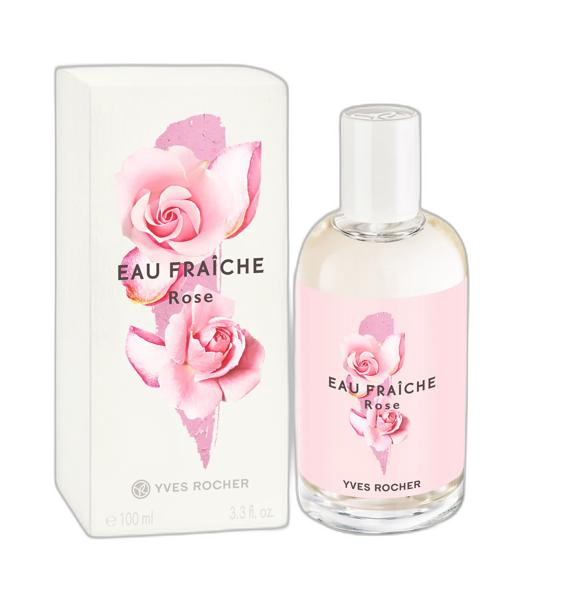 EAU FRAÎCHE
Rose
YVES ROCHER
e 100 ml 3.3 fl. oz.
EAU FRAÎCHE
Rose
YVES ROCHER